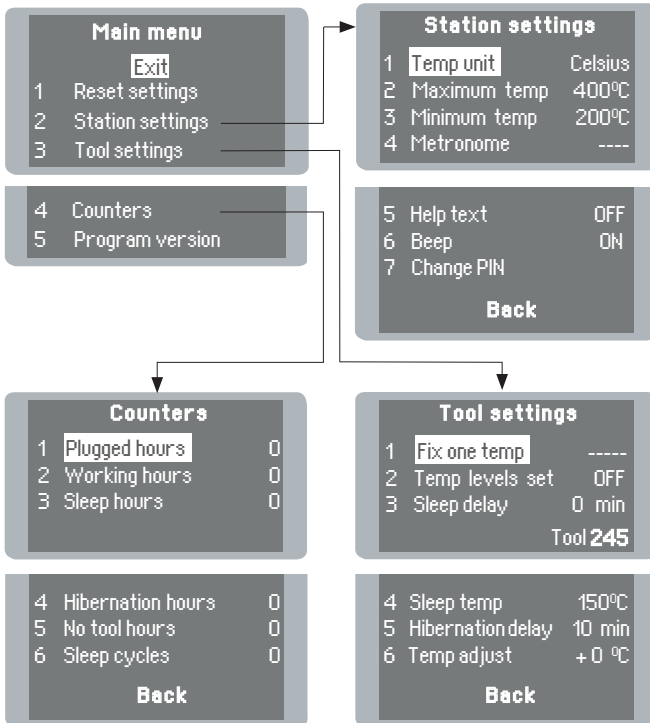 Main menu
Exit
1 Reset settings
2 Station settings
3 Tool settings
4 Counters
5 Program version
Station settings
1 Temp unit Celsius
2 Maximum temp 400ºC
3 Minimum temp 200ºC
4 Metronome ----
5 Help text OFF
6 Beep ON
7 Change PIN
Back
Counters
1 Plugged hours 0
2 Working hours 0
3 Sleep hours 0
4 Hibernation hours 0
5 No tool hours 0
6 Sleep cycles 0
Back
Tool settings
1 Fix one temp -----
2 Temp levels set OFF
3 Sleep delay 0 min
Tool 245
4 Sleep temp 150ºC
5 Hibernation delay 10 min
6 Temp adjust +0 ºC
Back